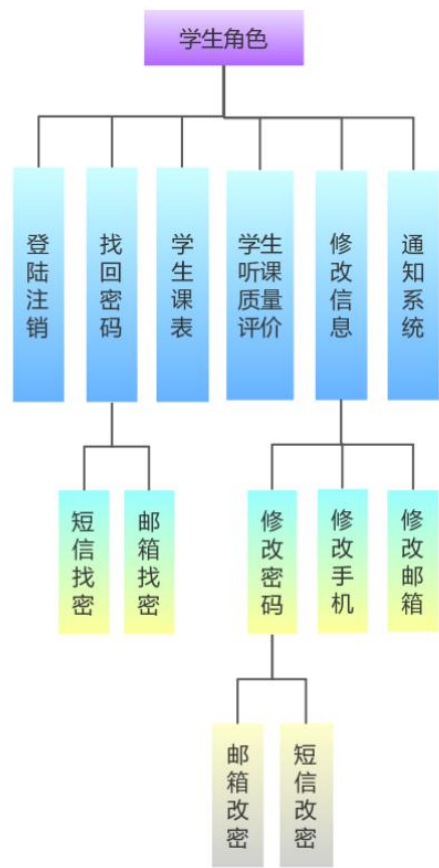 学生角色
登陆注销
找回密码
学生课表
学生听课质量评价
修改信息
通知系统
短信找密
邮箱找密
修改密码
修改手机
修改邮箱
邮箱改密
短信改密